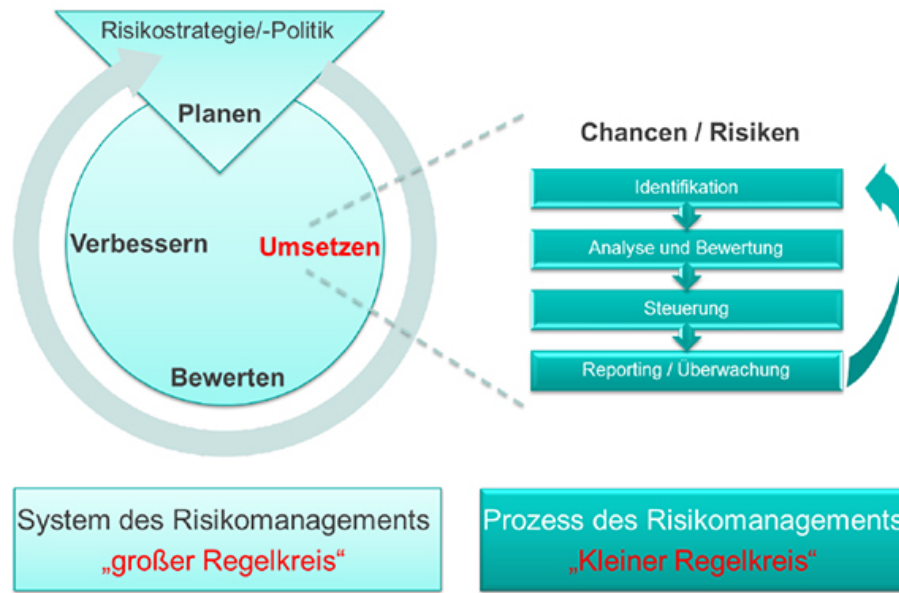 Risikostrategie/-Politik
Planen
Verbessern
Umsetzen
Bewerten
Chancen / Risiken
Identifikation
Analyse und Bewertung
Steuerung
Reporting / Überwachung
System des Risikomanagements
„großer Regelkreis“
Prozess des Risikomanagements
„Kleiner Regelkreis“